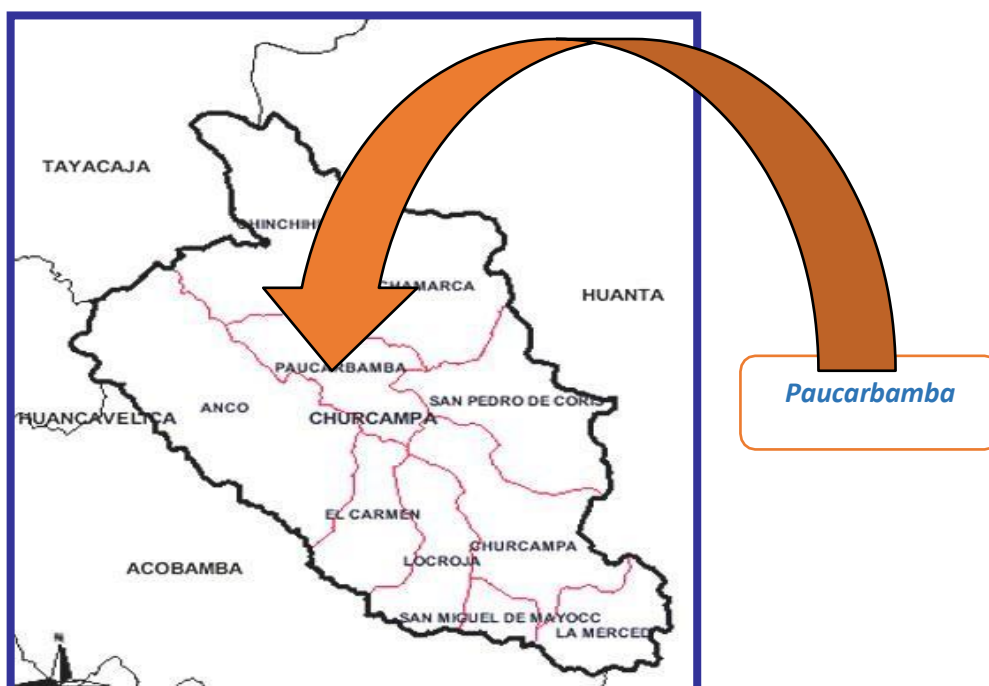 TAYACAJA
CHINCHIH
CHAMARCA
HUANTA
PAUCARBAMBA
Paucarbamba
SAN PEDRO DE CORIS
ANCO
HUANCAVELICA
CHURCAMPA
EL CARMEN
CHURCAMPA
LOCROJA
ACOBAMBA
SAN MIGUEL DE MAYOCC
LA MERCED
N